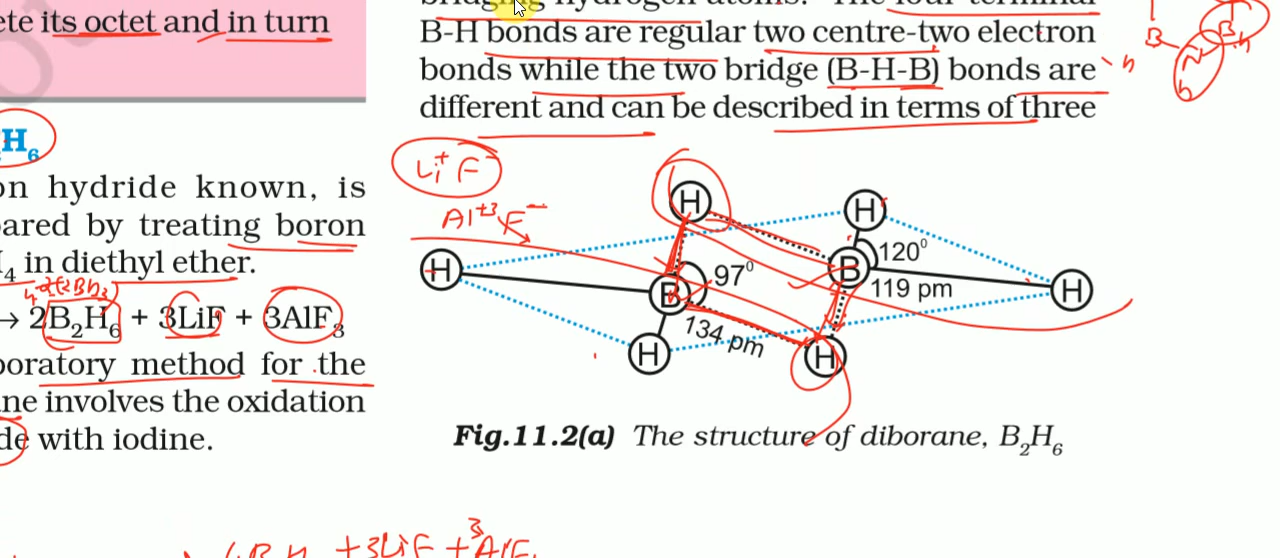 ete its octet and in turn
H6
on hydride known, is
ared by treating boron
4 in diethyl ether.
→ 2B2H6 + 3LiF + 3AlF3
boratory method for the
ne involves the oxidation
de with iodine.
bridging hydrogen atoms. The four terminal
B-H bonds are regular two centre-two electron
bonds while the two bridge (B-H-B) bonds are
different and can be described in terms of three
Li+ F-
Al+3 F-
H
H
H
B
97°
B
120°
119 pm
H
134 pm
H
H
Fig.11.2(a) The structure of diborane, B2H6
+3LiF +3AlF